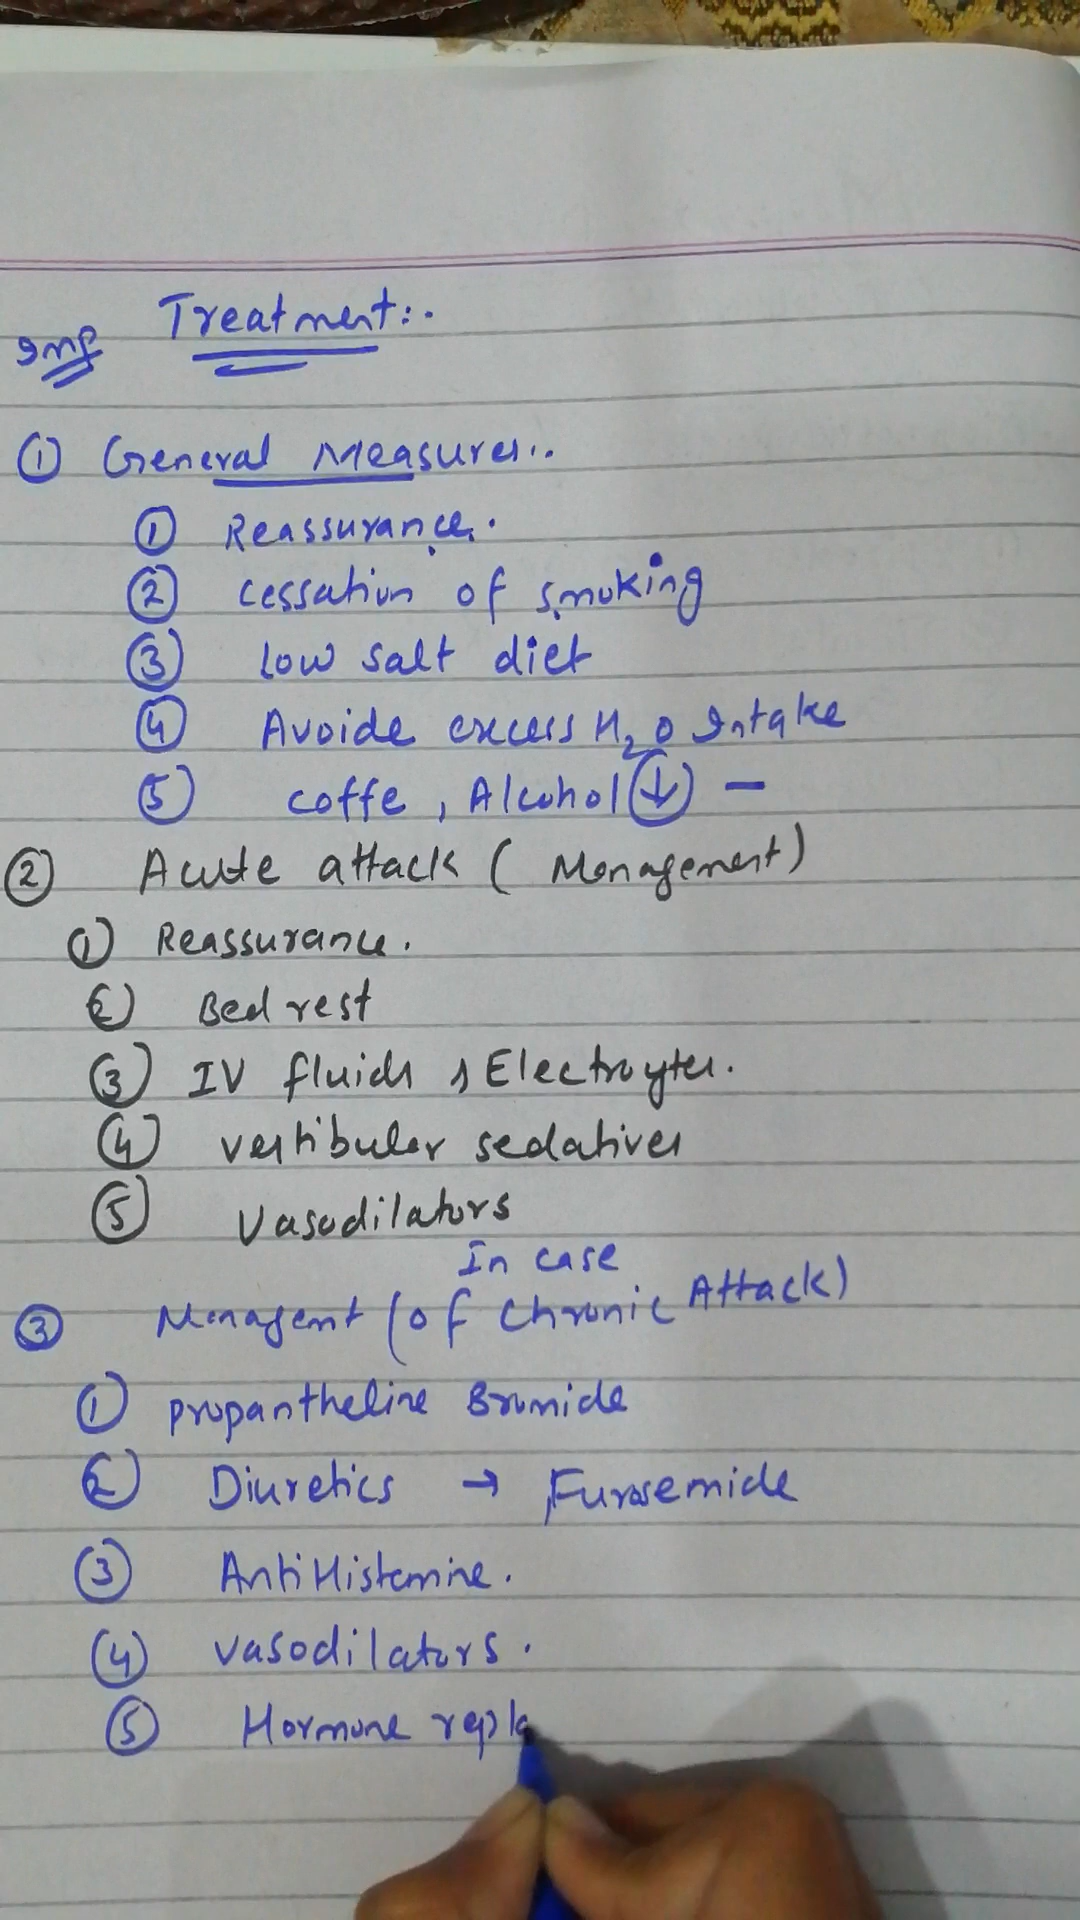 Treatment:.
Imp
① General Measures..
① Reassurance.
② cessation of smoking
③ Low salt diet
④ Avoide excess H₂O Intake
⑤ coffe, Alcohol ↓ –
② Acute attack (Management)
① Reassurance.
② Bed rest
③ IV fluids, Electroytes.
④ vestibular sedatives
⑤ Vasodilators
In case
③ Managent (of Chronic Attack)
① Propantheline Bromide
② Diuretics → Furosemide
③ AntiHistamine.
④ vasodilators.
⑤ Hormone repla